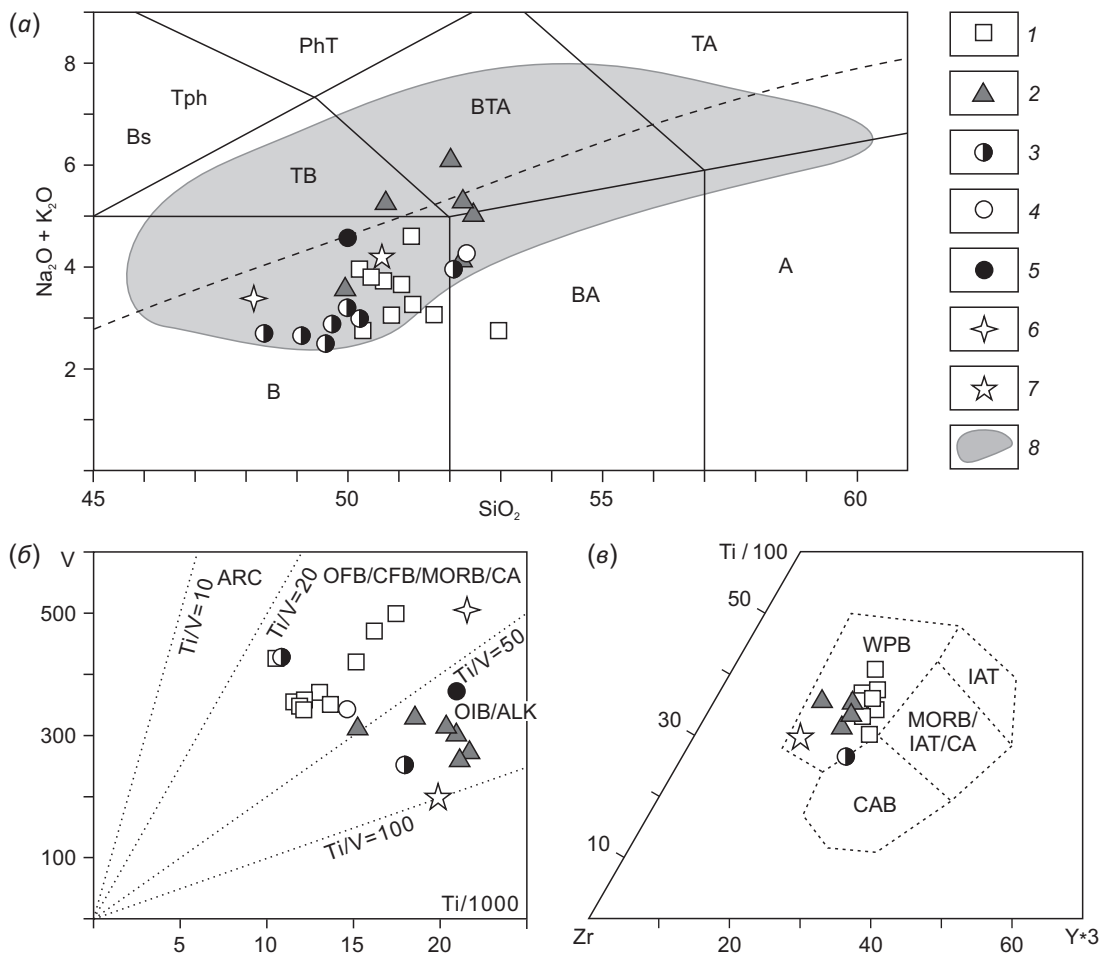 (а)
PhT
TA
Tph
BTA
Bs
TB
BA
A
B
8
6
4
2
Na₂O + K₂O
45
50
55
60
SiO₂
1
2
3
4
5
6
7
8
(б)
V
ARC
OFB/CFB/MORB/CA
Ti/V=10
Ti/V=20
Ti/V=50
OIB/ALK
Ti/V=100
Ti/1000
500
300
100
5
10
15
20
(в)
Ti / 100
50
30
10
WPB
IAT
MORB/
IAT/CA
CAB
Zr
20
40
60
Y*3